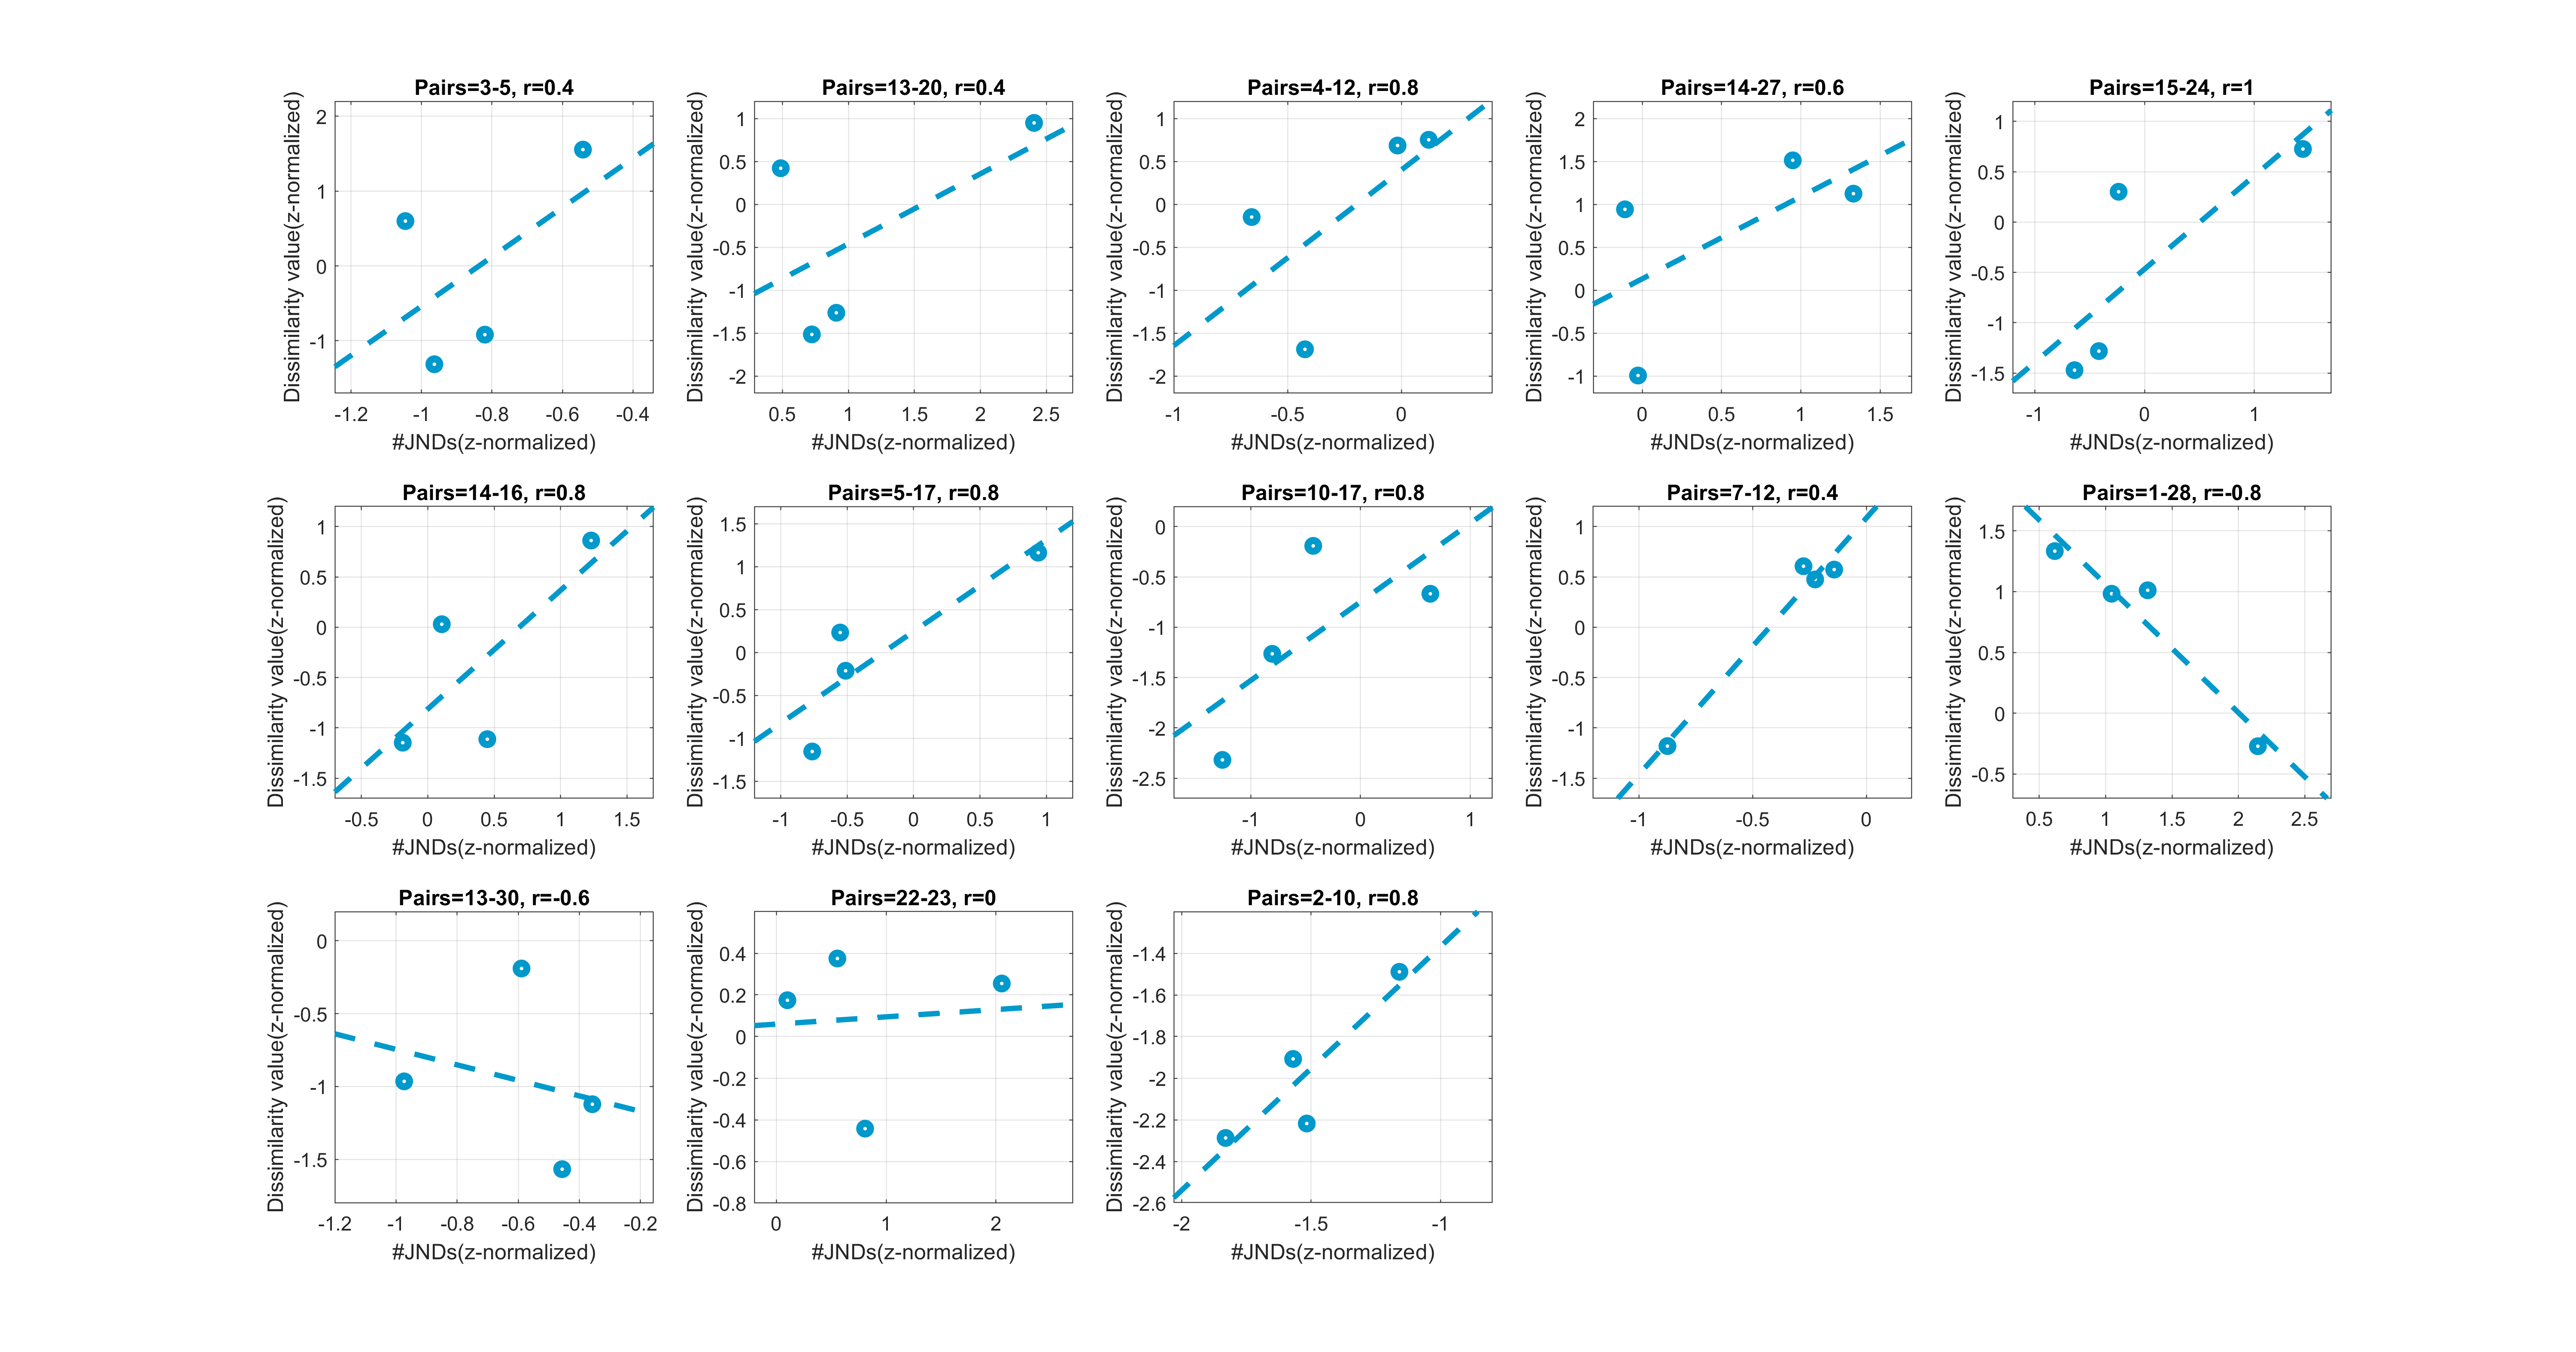 Pairs=3-5, r=0.4
Dissimilarity value(z-normalized)
2
1
0
-1
-1.2 -1 -0.8 -0.6 -0.4
#JNDs(z-normalized)
Pairs=13-20, r=0.4
Dissimilarity value(z-normalized)
1
0.5
0
-0.5
-1
-1.5
-2
0.5 1 1.5 2 2.5
#JNDs(z-normalized)
Pairs=4-12, r=0.8
Dissimilarity value(z-normalized)
1
0.5
0
-0.5
-1
-1.5
-2
-1 -0.5 0
#JNDs(z-normalized)
Pairs=14-27, r=0.6
Dissimilarity value(z-normalized)
2
1.5
1
0.5
0
-0.5
-1
0 0.5 1 1.5
#JNDs(z-normalized)
Pairs=15-24, r=1
Dissimilarity value(z-normalized)
1
0.5
0
-0.5
-1
-1.5
-1 0 1
#JNDs(z-normalized)
Pairs=14-16, r=0.8
Dissimilarity value(z-normalized)
1
0.5
0
-0.5
-1
-1.5
-0.5 0 0.5 1 1.5
#JNDs(z-normalized)
Pairs=5-17, r=0.8
Dissimilarity value(z-normalized)
1.5
1
0.5
0
-0.5
-1
-1.5
-1 -0.5 0 0.5 1
#JNDs(z-normalized)
Pairs=10-17, r=0.8
Dissimilarity value(z-normalized)
0
-0.5
-1
-1.5
-2
-2.5
-1 0 1
#JNDs(z-normalized)
Pairs=7-12, r=0.4
Dissimilarity value(z-normalized)
1
0.5
0
-0.5
-1
-1.5
-1 -0.5 0
#JNDs(z-normalized)
Pairs=1-28, r=-0.8
Dissimilarity value(z-normalized)
1.5
1
0.5
0
-0.5
0.5 1 1.5 2 2.5
#JNDs(z-normalized)
Pairs=13-30, r=-0.6
Dissimilarity value(z-normalized)
0
-0.5
-1
-1.5
-1.2 -1 -0.8 -0.6 -0.4 -0.2
#JNDs(z-normalized)
Pairs=22-23, r=0
Dissimilarity value(z-normalized)
0.4
0.2
0
-0.2
-0.4
-0.6
-0.8
0 1 2
#JNDs(z-normalized)
Pairs=2-10, r=0.8
Dissimilarity value(z-normalized)
-1.4
-1.6
-1.8
-2
-2.2
-2.4
-2.6
-2 -1.5 -1
#JNDs(z-normalized)